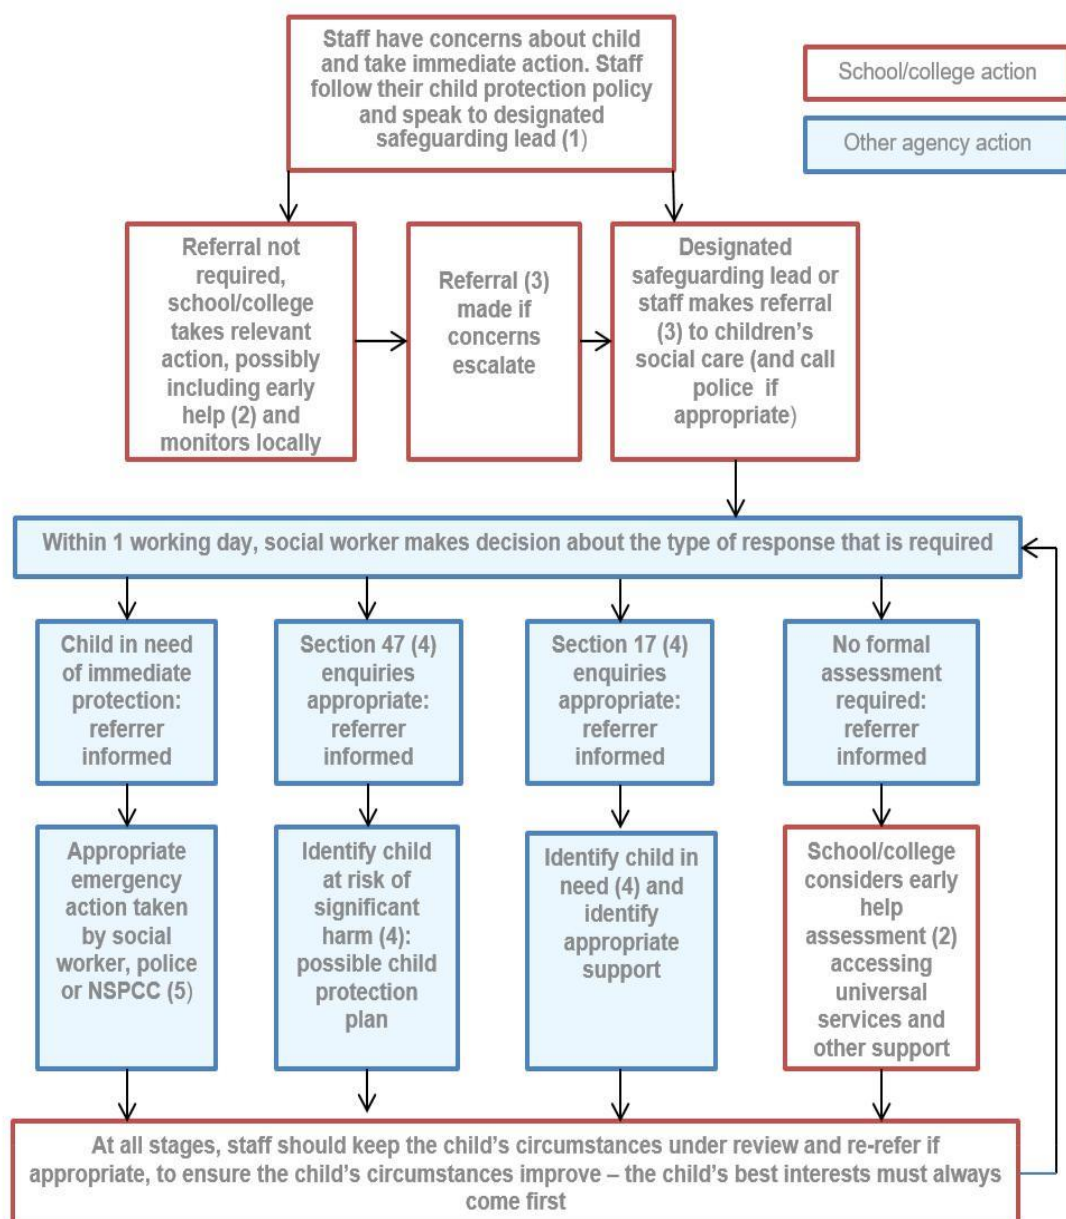 Staff have concerns about child
and take immediate action. Staff
follow their child protection policy
and speak to designated
safeguarding lead (1)
School/college action
Other agency action
Referral not
required,
school/college
takes relevant
action, possibly
including early
help (2) and
monitors locally
Referral (3)
made if
concerns
escalate
Designated
safeguarding lead or
staff makes referral
(3) to children’s
social care (and call
police if
appropriate)
Within 1 working day, social worker makes decision about the type of response that is required
Child in need
of immediate
protection:
referrer
informed
Section 47 (4)
enquiries
appropriate:
referrer
informed
Section 17 (4)
enquiries
appropriate:
referrer
informed
No formal
assessment
required:
referrer
informed
Appropriate
emergency
action taken
by social
worker, police
or NSPCC (5)
Identify child
at risk of
significant
harm (4):
possible child
protection
plan
Identify child in
need (4) and
identify
appropriate
support
School/college
considers early
help
assessment (2)
accessing
universal
services and
other support
At all stages, staff should keep the child’s circumstances under review and re-refer if
appropriate, to ensure the child’s circumstances improve – the child’s best interests must always
come first